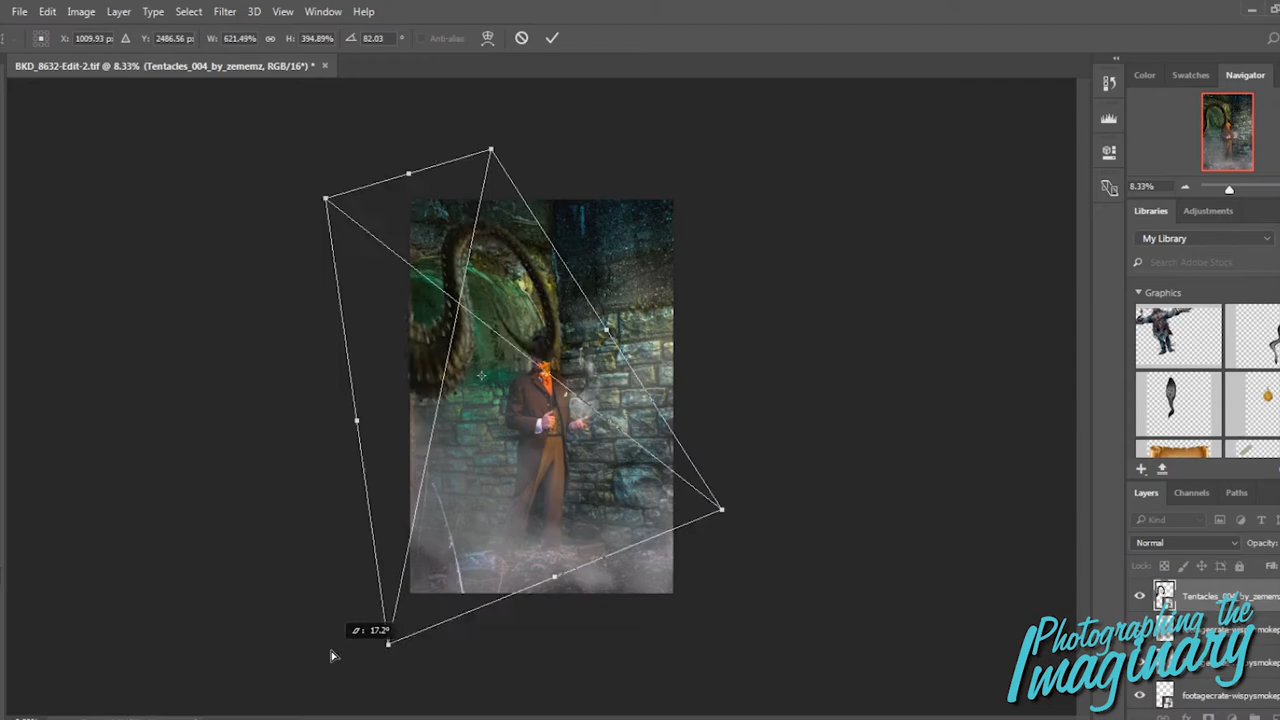 File Edit Image Layer Type Select Filter 3D View Window Help
X: 1009.93 p: Y: 2486.56 p: W: 621.49% H: 394.89% 82.03 ° Anti-alias
BKD_8632-Edit-2.tif @ 8.33% (Tentacles_004_by_zememz, RGB/16*) * ×
Color Swatches Navigator
8.33%
Libraries Adjustments
My Library
Search Adobe Stock
Graphics
17.2°
Layers Channels Paths
Kind
Normal Opacity:
Lock: Fill:
Tentacles_004_by_zememz
footagecrate-wispysmokep
Photographing the
Imaginary